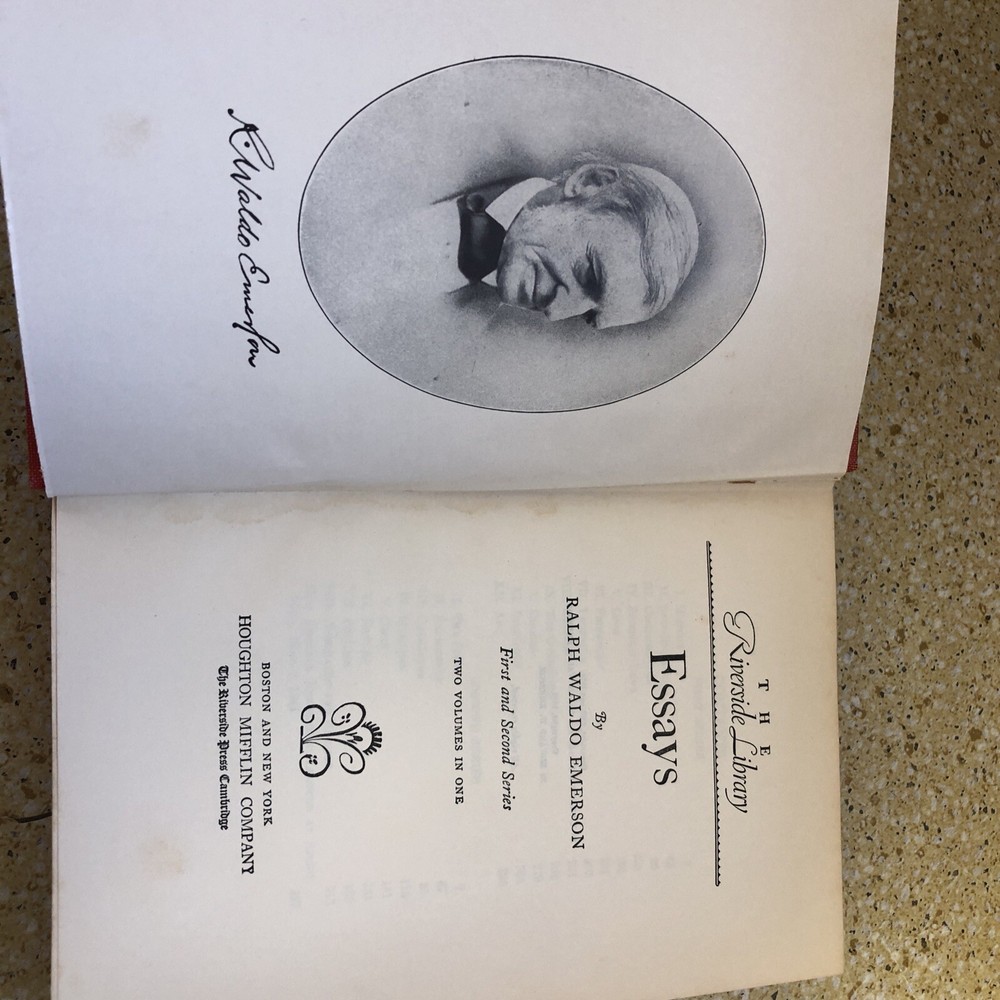 R. Waldo Emerson
THE
Riverside Library
Essays
By
RALPH WALDO EMERSON
First and Second Series
TWO VOLUMES IN ONE
BOSTON AND NEW YORK
HOUGHTON MIFFLIN COMPANY
The Riverside Press Cambridge